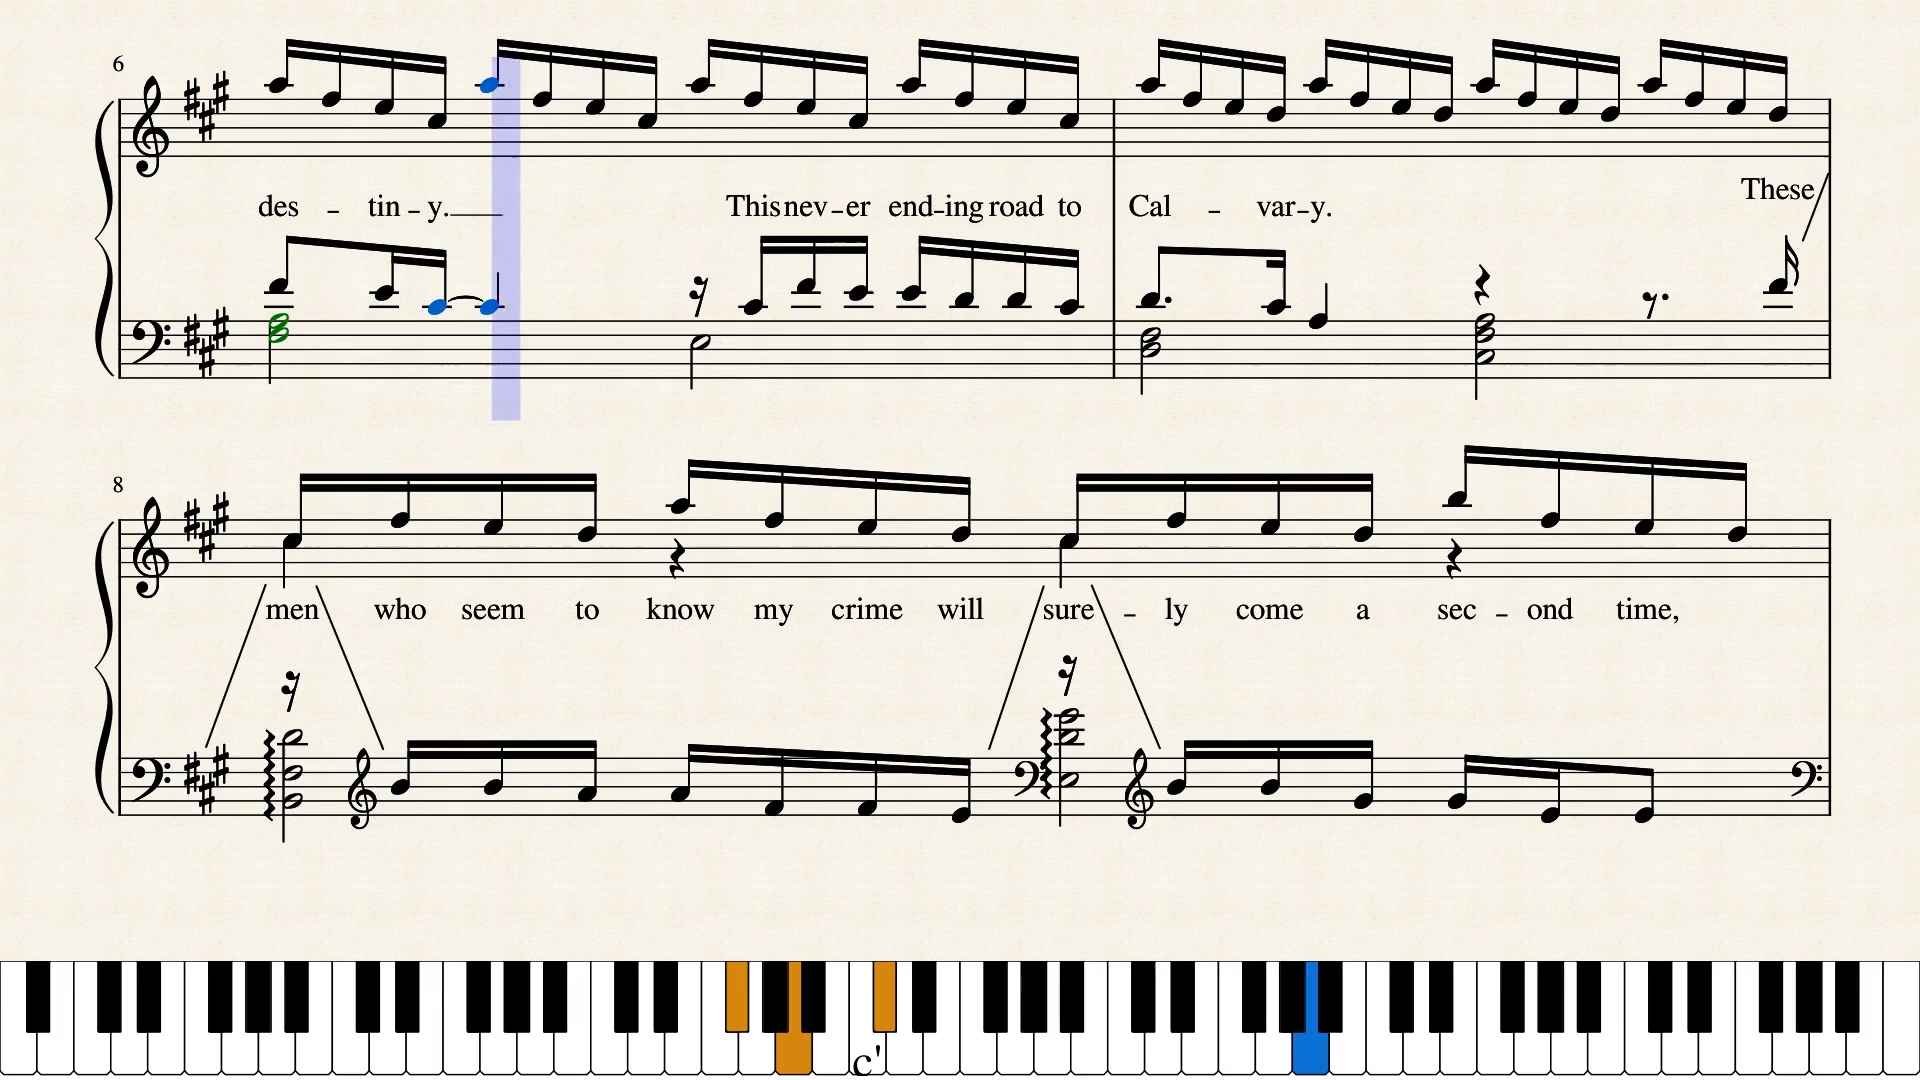 6
des – tin – y. This nev – er end – ing road to Cal – var – y. These
8
men who seem to know my crime will sure – ly come a sec – ond time,
c'